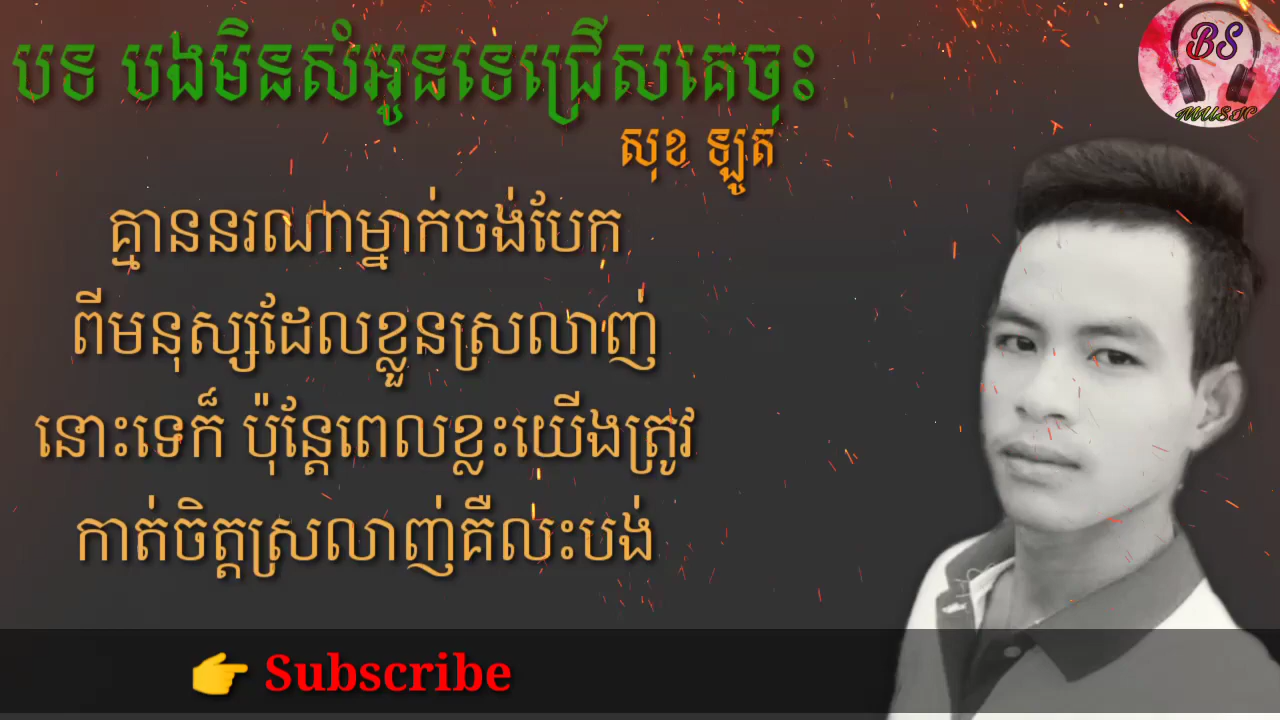 បទ បងមិនសំអូនទេជ្រើសគេចុះ
BS
MUSIC
សុខ ឡូត
គ្មាននរណាម្នាក់ចង់បែក
ពីមនុស្សដែលខ្លួនស្រលាញ់
នោះទេក៏ ប៉ុន្តែពេលខ្លះយើងត្រូវ
កាត់ចិត្តស្រលាញ់គឺលះបង់
👉 Subscribe